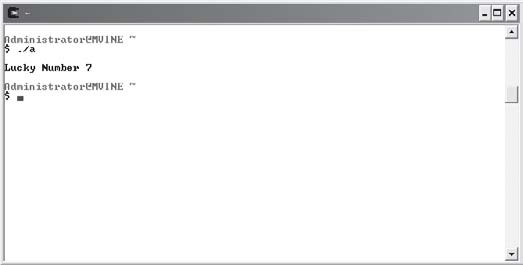 ~
Administrator@MVINE ~
$ ./a
Lucky Number 7
Administrator@MVINE ~
$